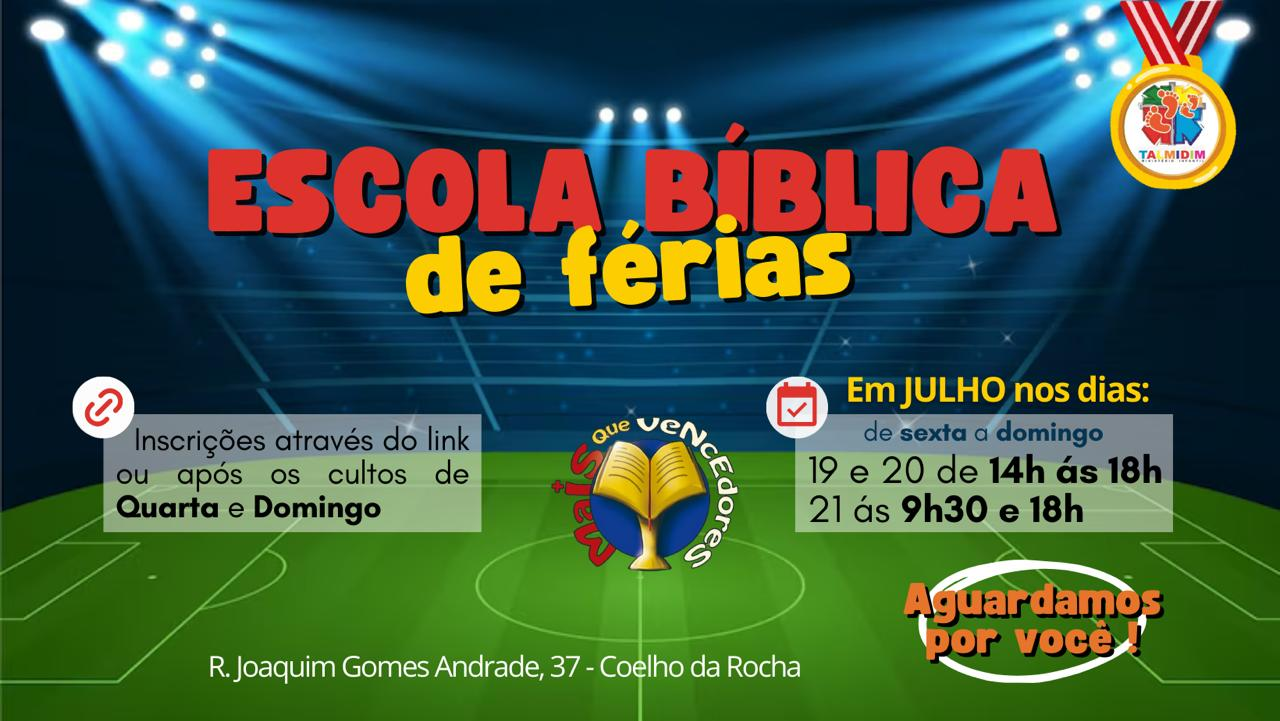 TALMIDIM
MINISTÉRIO INFANTIL
ESCOLA BÍBLICA
de férias
Inscrições através do link
ou após os cultos de
Quarta e Domingo
Mais que Vencedores
Em JULHO nos dias:
de sexta a domingo
19 e 20 de 14h ás 18h
21 ás 9h30 e 18h
Aguardamos
por você !
R. Joaquim Gomes Andrade, 37 - Coelho da Rocha